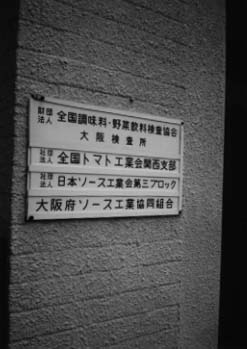 財団法人 全国調味料・野菜飲料検査協会
大阪検査所
社団法人 全国トマト工業会関西支部
社団法人 日本ソース工業会第三ブロック
大阪府ソース工業協同組合